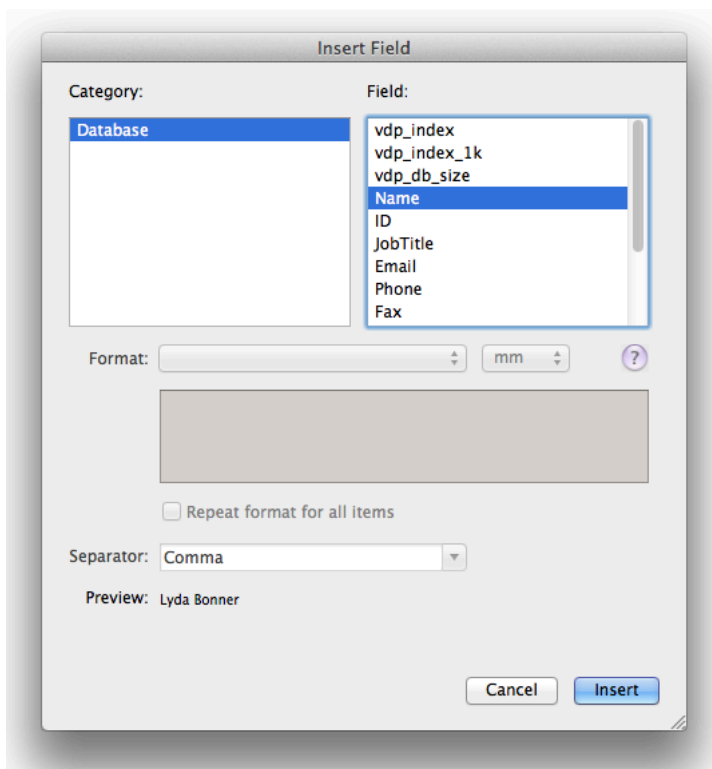 Insert Field
Category:
Field:
Database
vdp_index
vdp_index_1k
vdp_db_size
Name
ID
JobTitle
Email
Phone
Fax
Format:
mm
?
Repeat format for all items
Separator: Comma
Preview: Lyda Bonner
Cancel
Insert